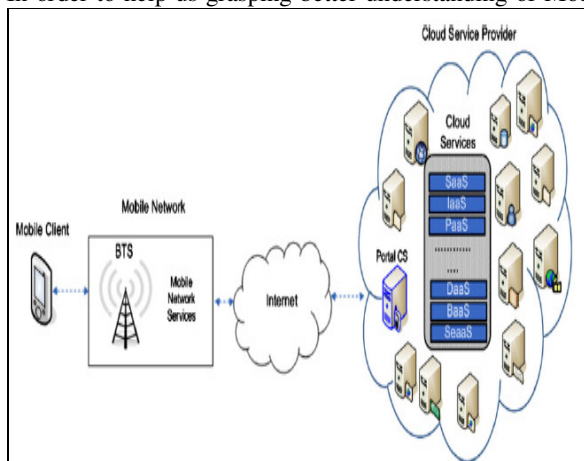 In order to help us grasping better understanding of Mo
Cloud Service Provider
Cloud
Services
SaaS
IaaS
PaaS
............
....
DaaS
BaaS
SeaaS
Portal CS
Mobile Network
Mobile Client
BTS
Mobile
Network
Services
Internet